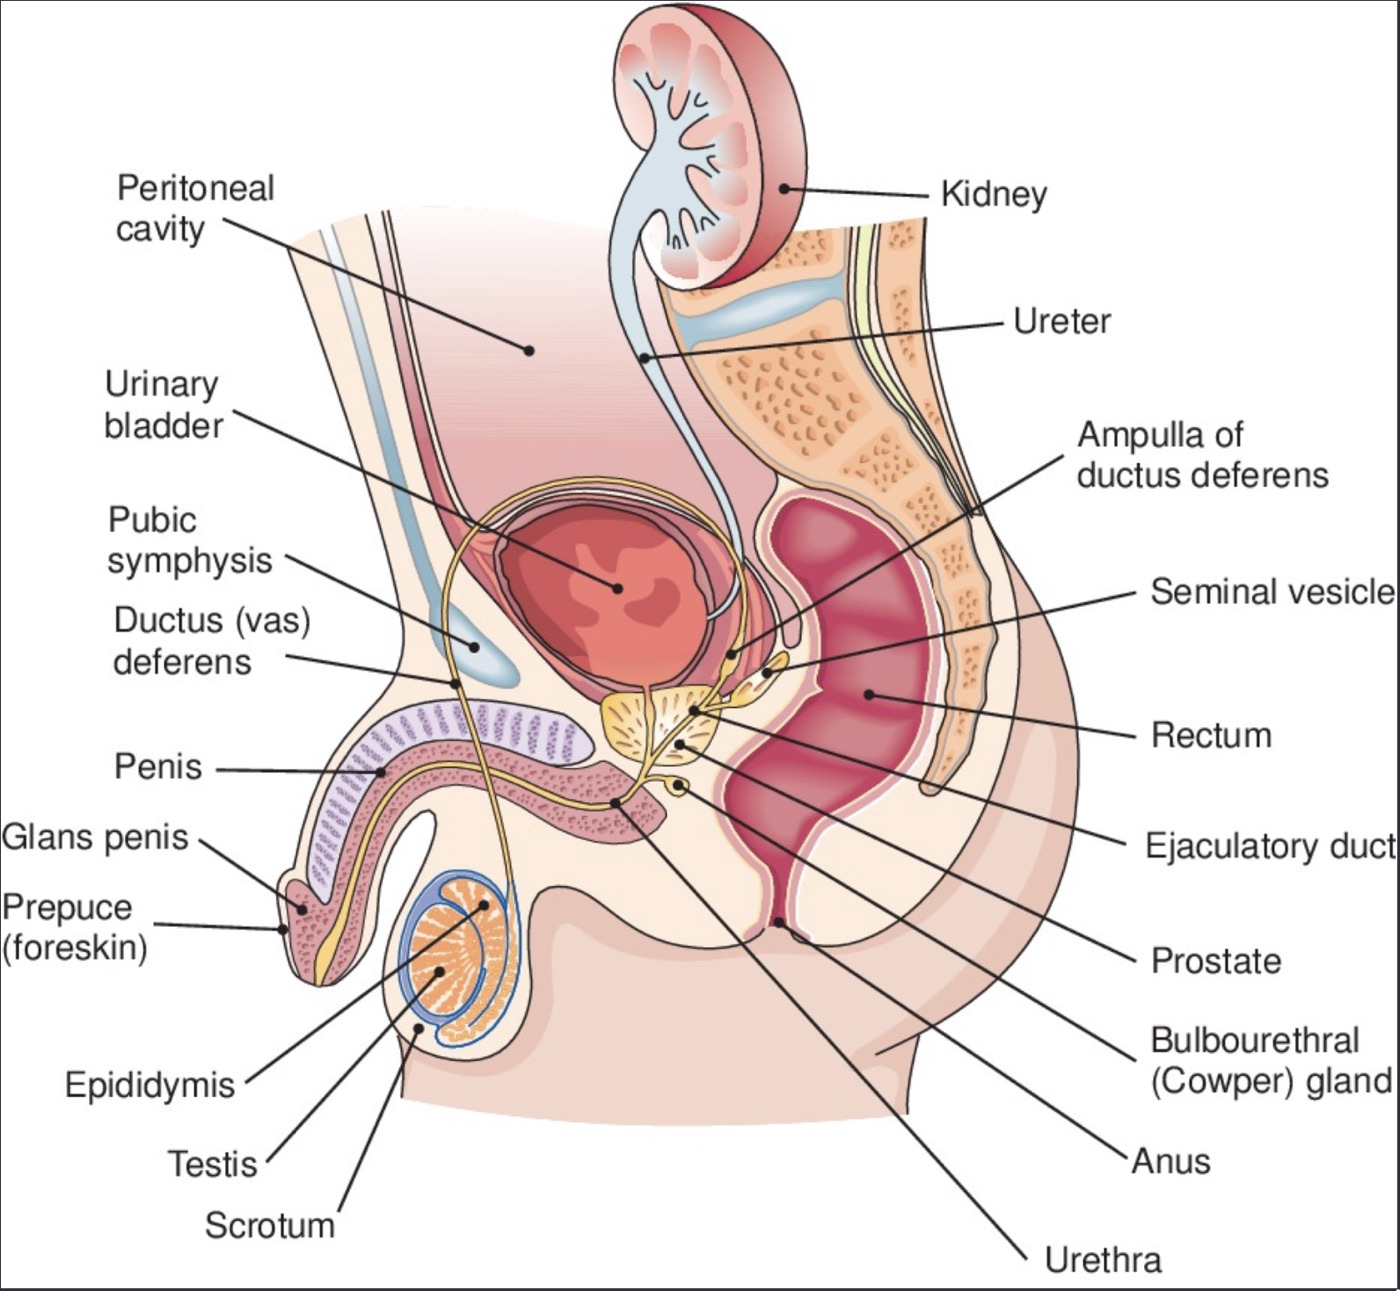 Peritoneal
cavity
Kidney
Ureter
Urinary
bladder
Ampulla of
ductus deferens
Pubic
symphysis
Seminal vesicle
Ductus (vas)
deferens
Rectum
Penis
Glans penis
Ejaculatory duct
Prepuce
(foreskin)
Prostate
Bulbourethral
(Cowper) gland
Epididymis
Testis
Anus
Scrotum
Urethra